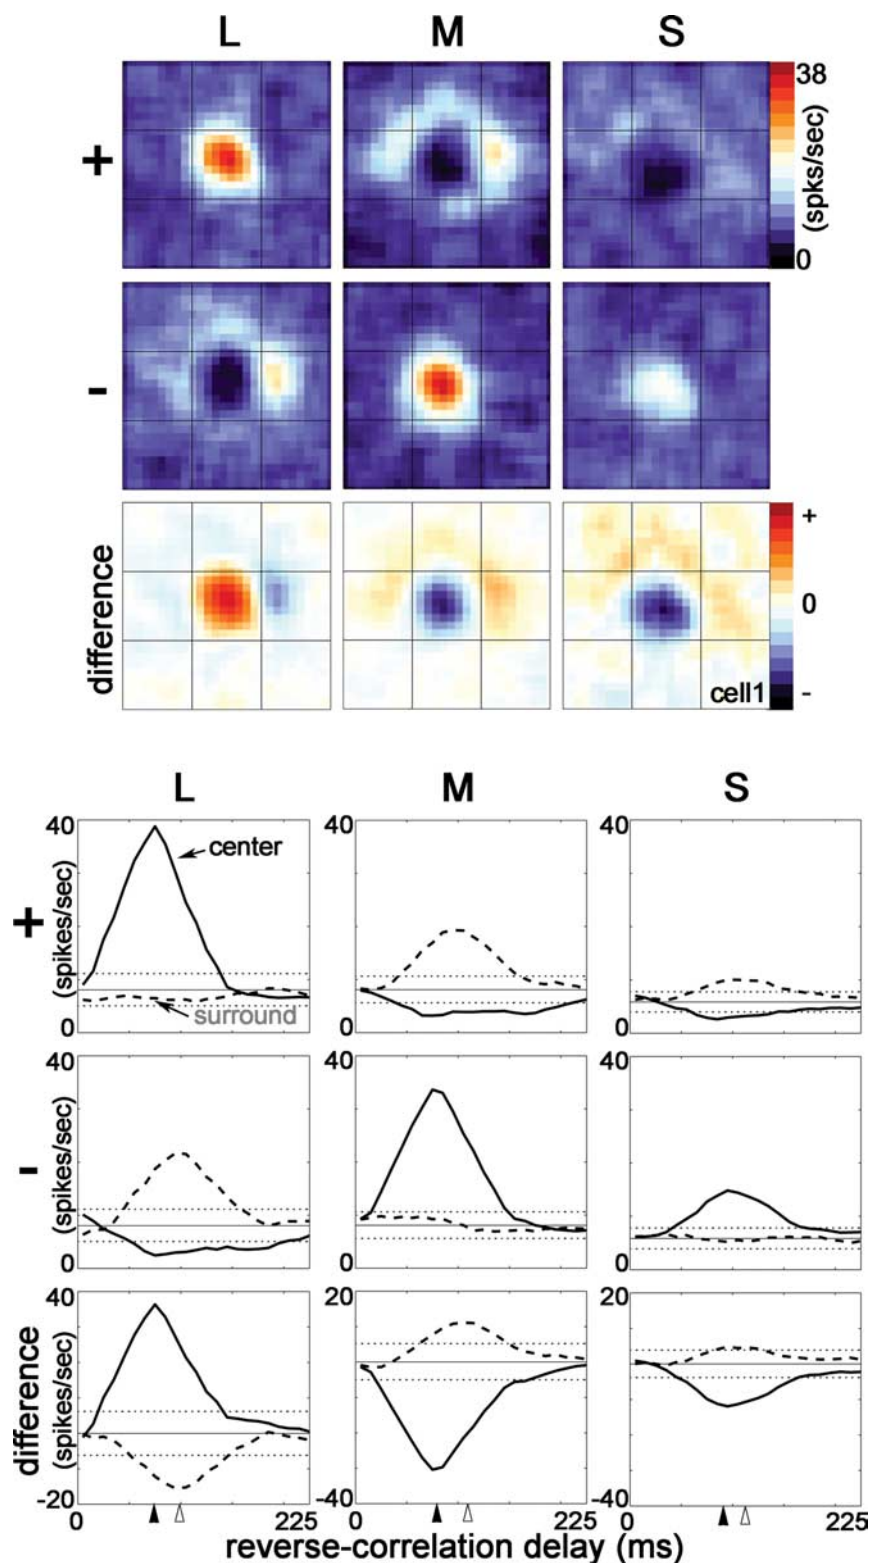 L M S
+
38
(spks/sec)
0
-
difference
+
0
-
cell1
L M S
+
(spikes/sec)
40
0
center
surround
40
0
40
0
-
(spikes/sec)
40
0
40
0
40
0
difference
(spikes/sec)
40
-20
20
-40
20
-40
0 225 0 225 0 225
reverse-correlation delay (ms)